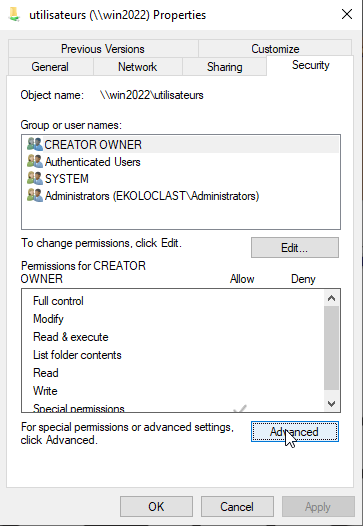 utilisateurs (\\win2022) Properties
Previous Versions Customize
General Network Sharing Security
Object name: \\win2022\utilisateurs
Group or user names:
CREATOR OWNER
Authenticated Users
SYSTEM
Administrators (EKOLOCLAST\Administrators)
To change permissions, click Edit.
Edit...
Permissions for CREATOR
OWNER Allow Deny
Full control
Modify
Read & execute
List folder contents
Read
Write
Special permissions
For special permissions or advanced settings,
click Advanced.
Advanced
OK Cancel Apply